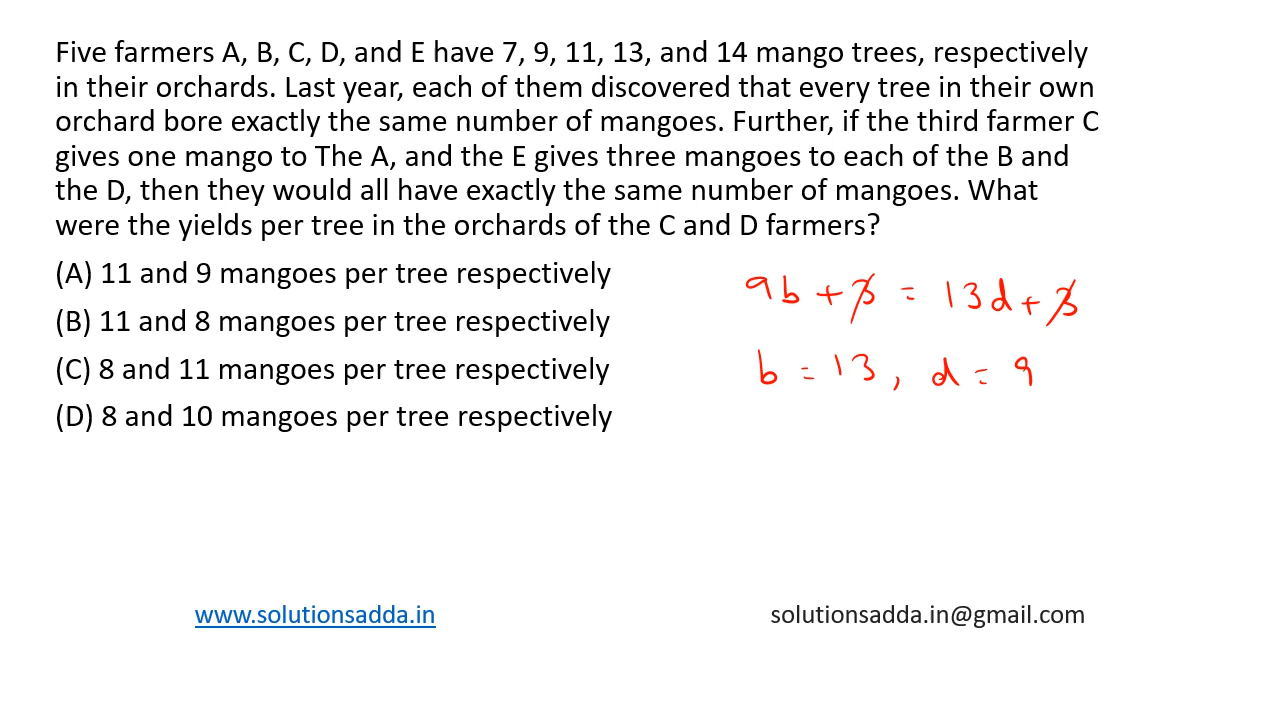 Five farmers A, B, C, D, and E have 7, 9, 11, 13, and 14 mango trees, respectively
in their orchards. Last year, each of them discovered that every tree in their own
orchard bore exactly the same number of mangoes. Further, if the third farmer C
gives one mango to The A, and the E gives three mangoes to each of the B and
the D, then they would all have exactly the same number of mangoes. What
were the yields per tree in the orchards of the C and D farmers?
(A) 11 and 9 mangoes per tree respectively
(B) 11 and 8 mangoes per tree respectively
(C) 8 and 11 mangoes per tree respectively
(D) 8 and 10 mangoes per tree respectively
9b + 3 = 13d + 3
b = 13, d = 9
www.solutionsadda.in
solutionsadda.in@gmail.com